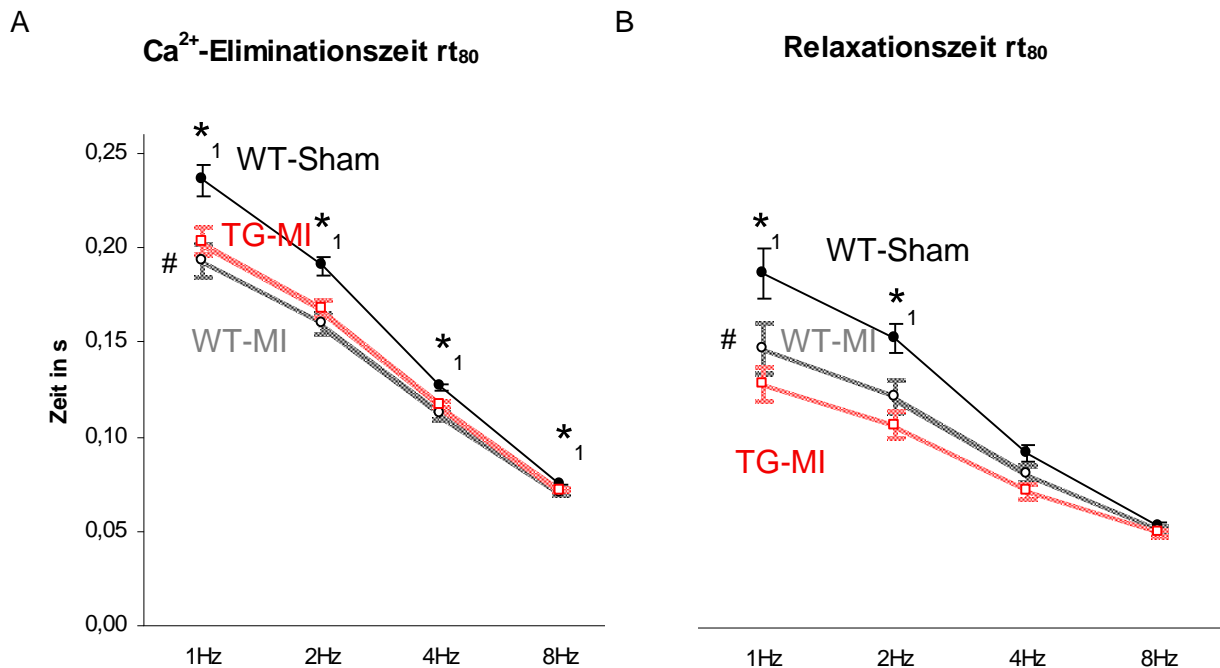 A
Ca²⁺-Eliminationszeit rt₈₀
*1
0,25
WT-Sham
*1
0,20
TG-MI
#
WT-MI
*1
0,15
0,10
*1
0,05
0,00
Zeit in s
1Hz 2Hz 4Hz 8Hz
B
Relaxationszeit rt₈₀
*1
WT-Sham
*1
#
WT-MI
TG-MI
1Hz 2Hz 4Hz 8Hz